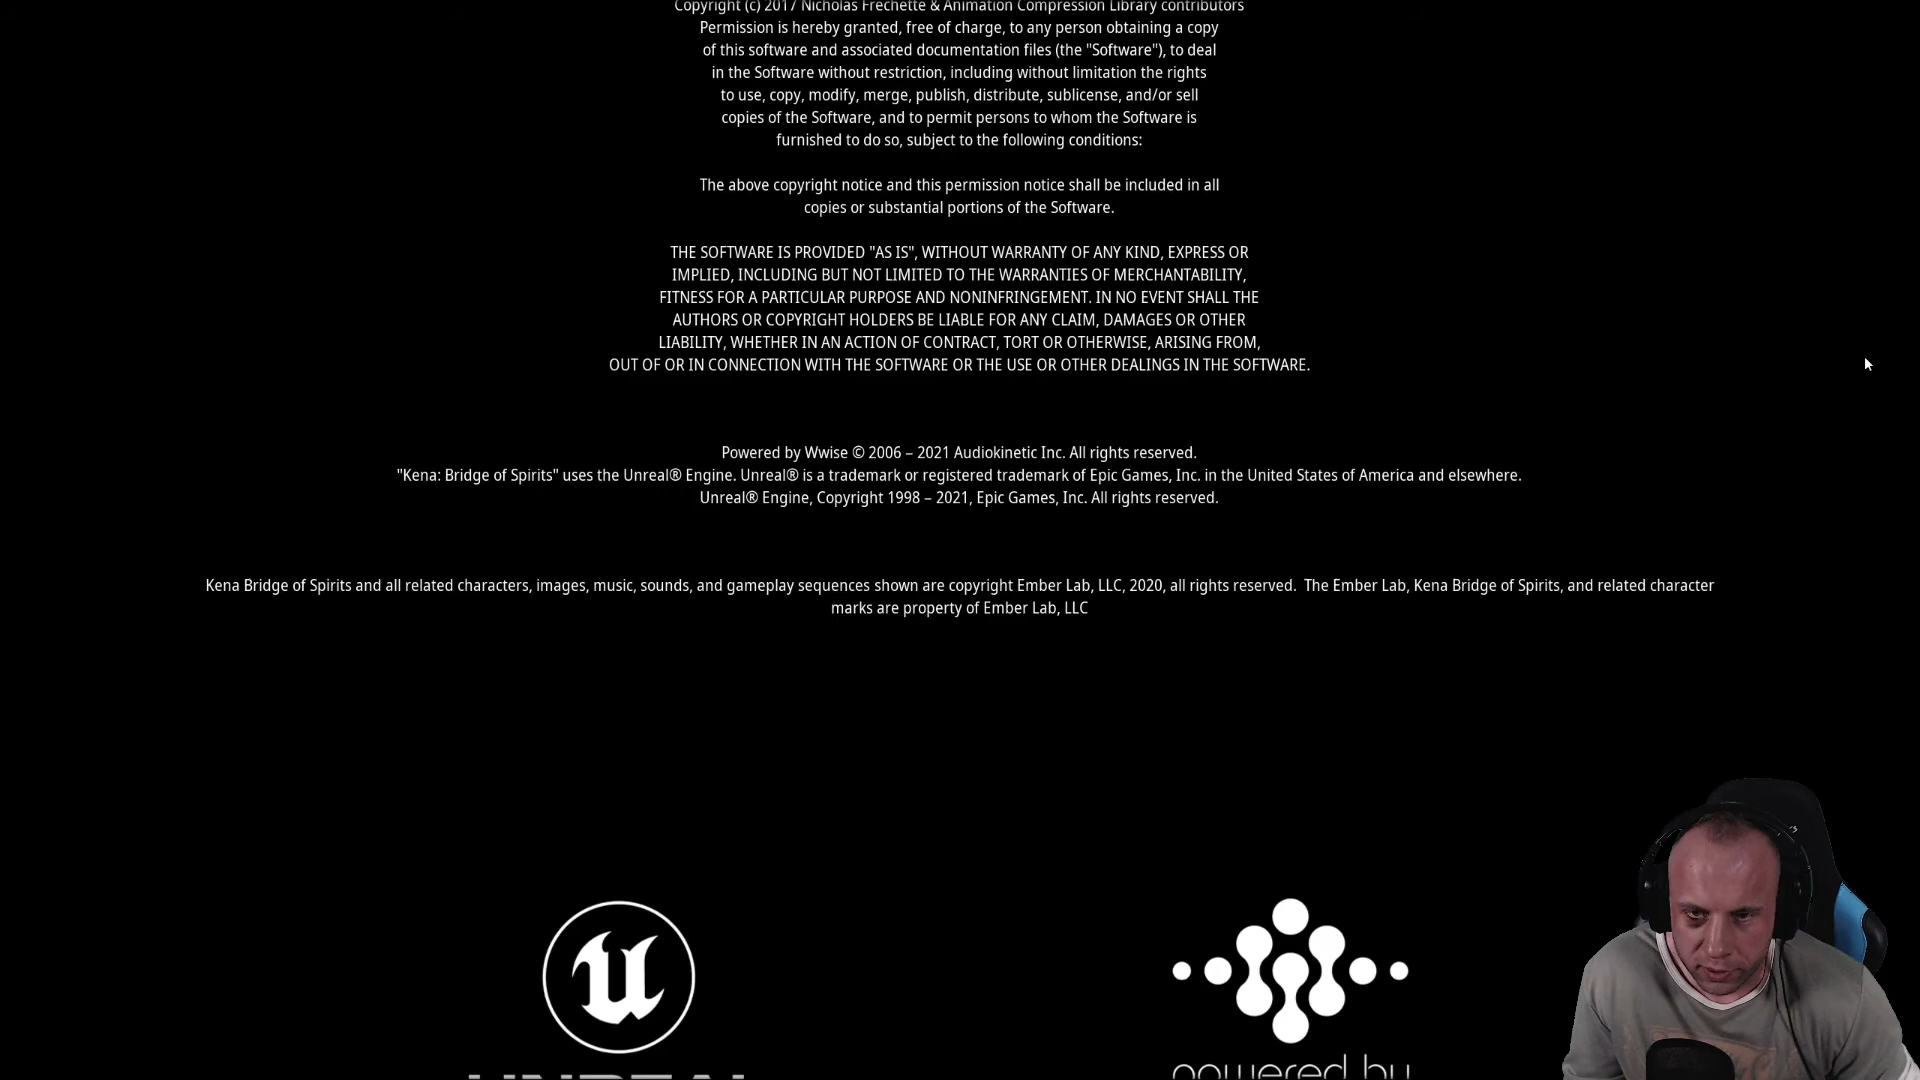 Copyright (c) 2017 Nicholas Frechette & Animation Compression Library contributors
Permission is hereby granted, free of charge, to any person obtaining a copy
of this software and associated documentation files (the "Software"), to deal
in the Software without restriction, including without limitation the rights
to use, copy, modify, merge, publish, distribute, sublicense, and/or sell
copies of the Software, and to permit persons to whom the Software is
furnished to do so, subject to the following conditions:
The above copyright notice and this permission notice shall be included in all
copies or substantial portions of the Software.
THE SOFTWARE IS PROVIDED "AS IS", WITHOUT WARRANTY OF ANY KIND, EXPRESS OR
IMPLIED, INCLUDING BUT NOT LIMITED TO THE WARRANTIES OF MERCHANTABILITY,
FITNESS FOR A PARTICULAR PURPOSE AND NONINFRINGEMENT. IN NO EVENT SHALL THE
AUTHORS OR COPYRIGHT HOLDERS BE LIABLE FOR ANY CLAIM, DAMAGES OR OTHER
LIABILITY, WHETHER IN AN ACTION OF CONTRACT, TORT OR OTHERWISE, ARISING FROM,
OUT OF OR IN CONNECTION WITH THE SOFTWARE OR THE USE OR OTHER DEALINGS IN THE SOFTWARE.
Powered by Wwise © 2006 – 2021 Audiokinetic Inc. All rights reserved.
"Kena: Bridge of Spirits" uses the Unreal® Engine. Unreal® is a trademark or registered trademark of Epic Games, Inc. in the United States of America and elsewhere.
Unreal® Engine, Copyright 1998 – 2021, Epic Games, Inc. All rights reserved.
Kena Bridge of Spirits and all related characters, images, music, sounds, and gameplay sequences shown are copyright Ember Lab, LLC, 2020, all rights reserved.  The Ember Lab, Kena Bridge of Spirits, and related character
marks are property of Ember Lab, LLC
UNREAL
powered by